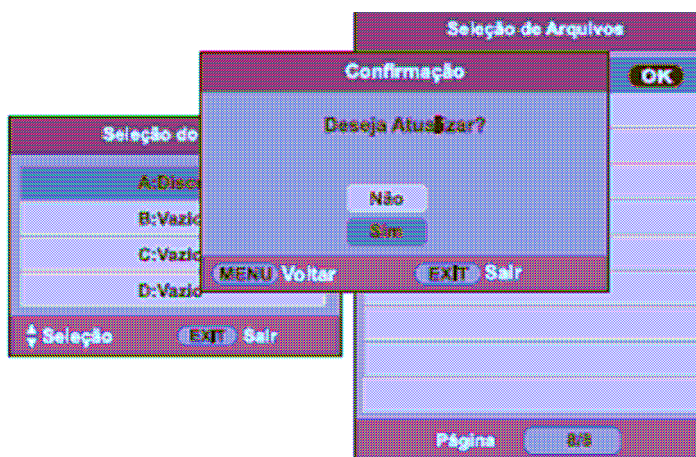 Seleção de Arquivos
OK
Confirmação
Deseja Atualizar?
Não
Sim
MENU Voltar
EXIT Sair
Seleção do
A:Disco
B:Vazio
C:Vazio
D:Vazio
Seleção
EXIT Sair
Página